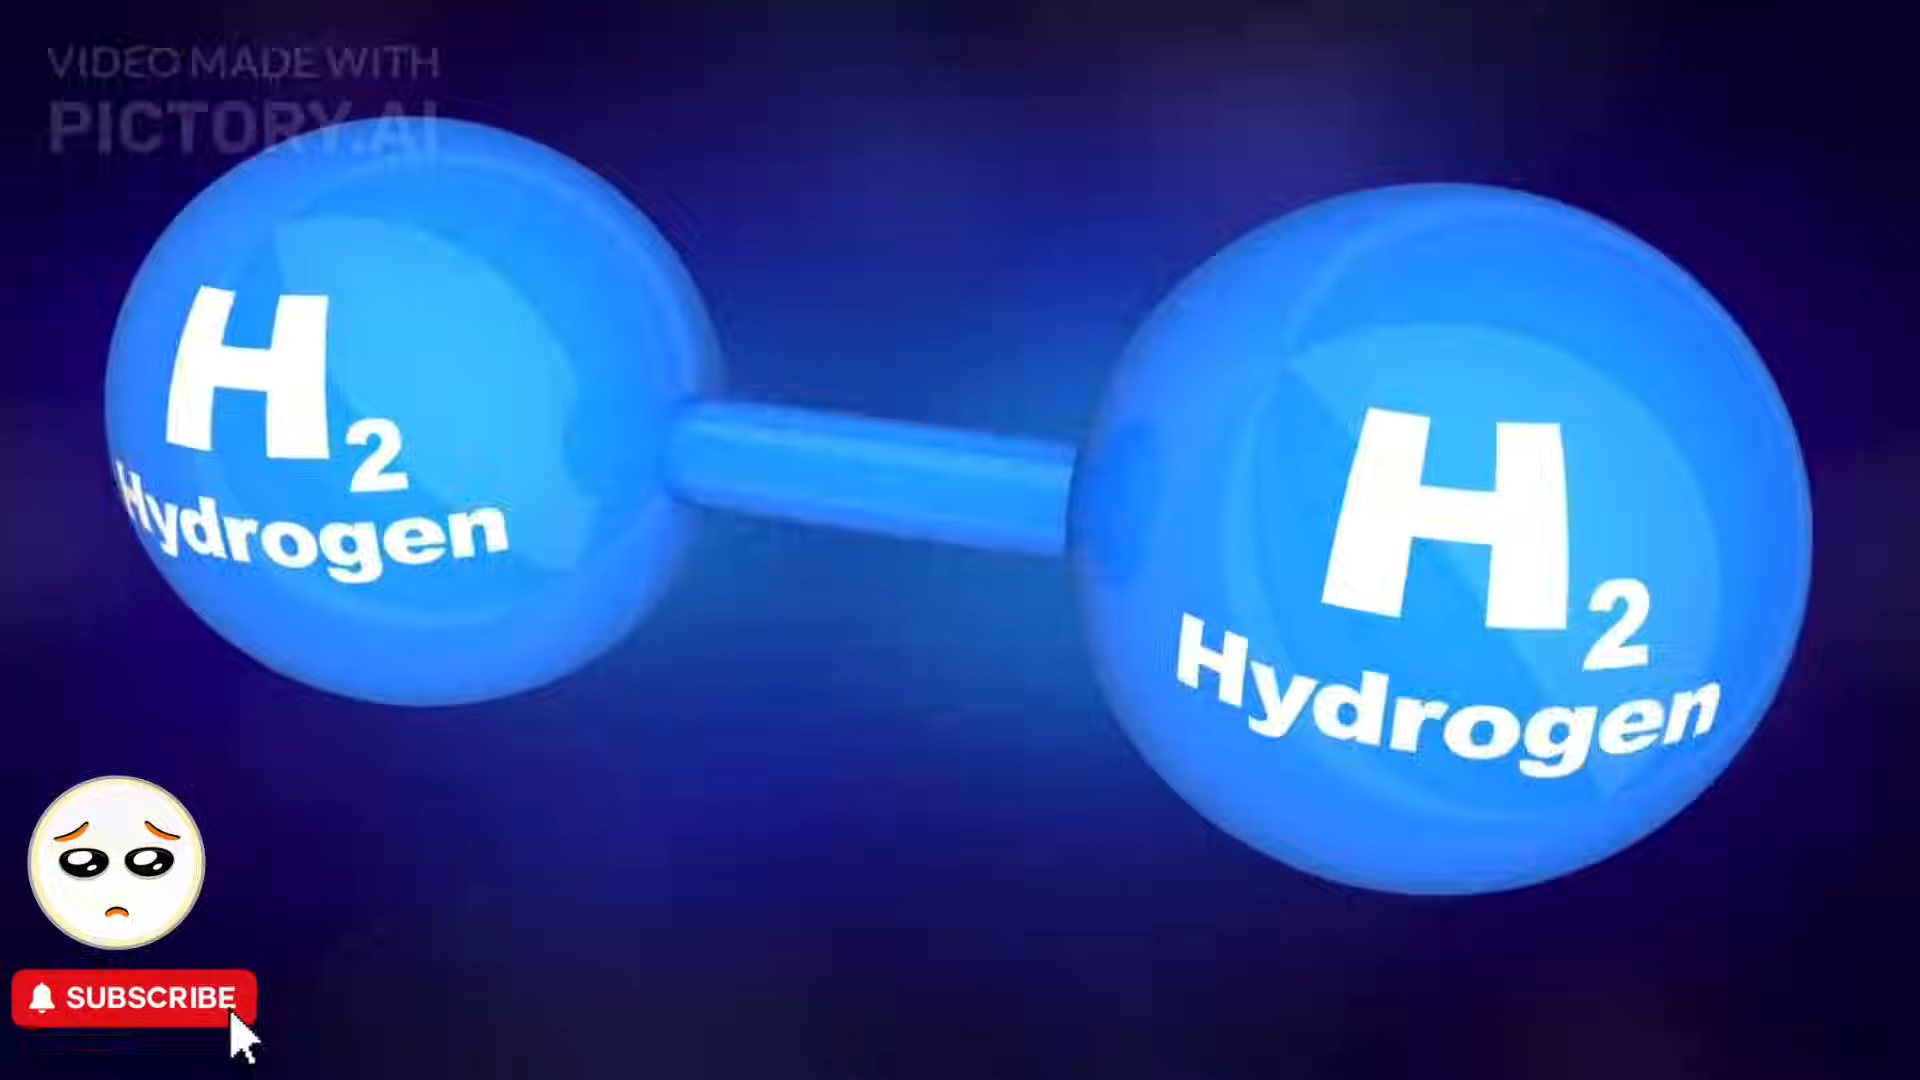 VIDEO MADE WITH
PICTORY.AI
H2
Hydrogen
H2
Hydrogen
SUBSCRIBE